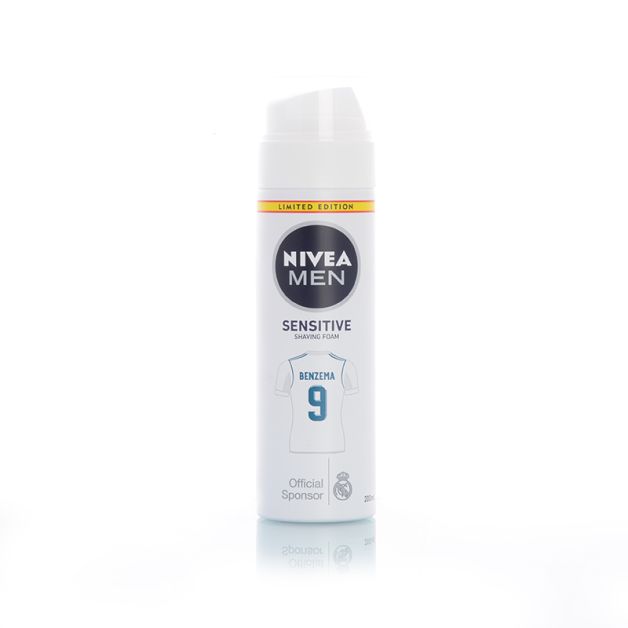 LIMITED EDITION
NIVEA
MEN
SENSITIVE
SHAVING FOAM
BENZEMA
9
Official
Sponsor